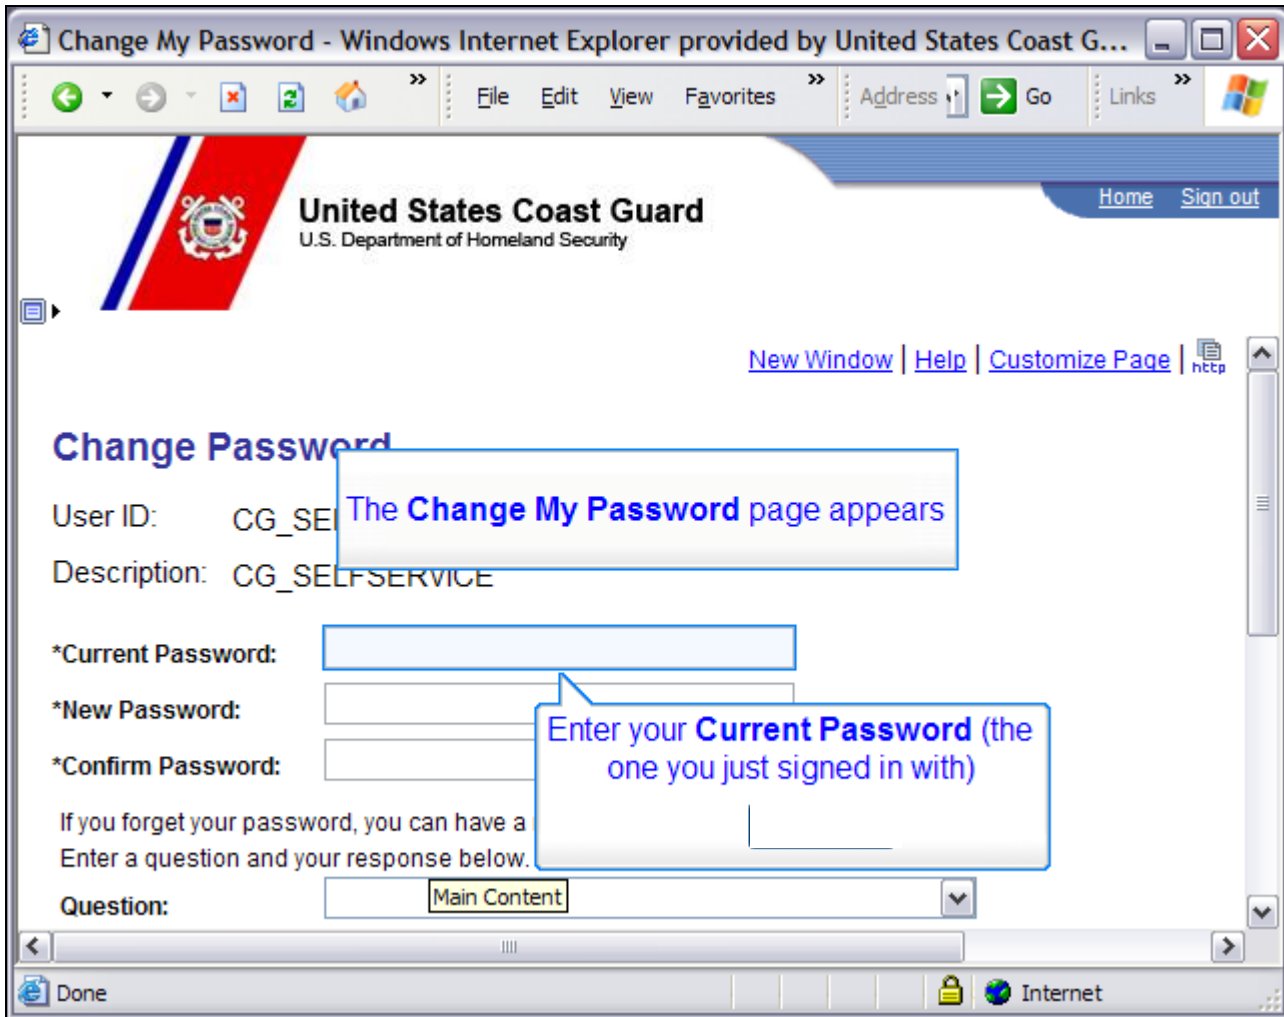 Change My Password - Windows Internet Explorer provided by United States Coast G...
» File Edit View Favorites » Address Go Links »
United States Coast Guard
U.S. Department of Homeland Security
Home Sign out
New Window | Help | Customize Page | http
Change Password
The Change My Password page appears
User ID: CG_SE
Description: CG_SELFSERVICE
*Current Password:
*New Password:
*Confirm Password:
Enter your Current Password (the
one you just signed in with)
If you forget your password, you can have a
Enter a question and your response below.
Main Content
Question:
Done Internet